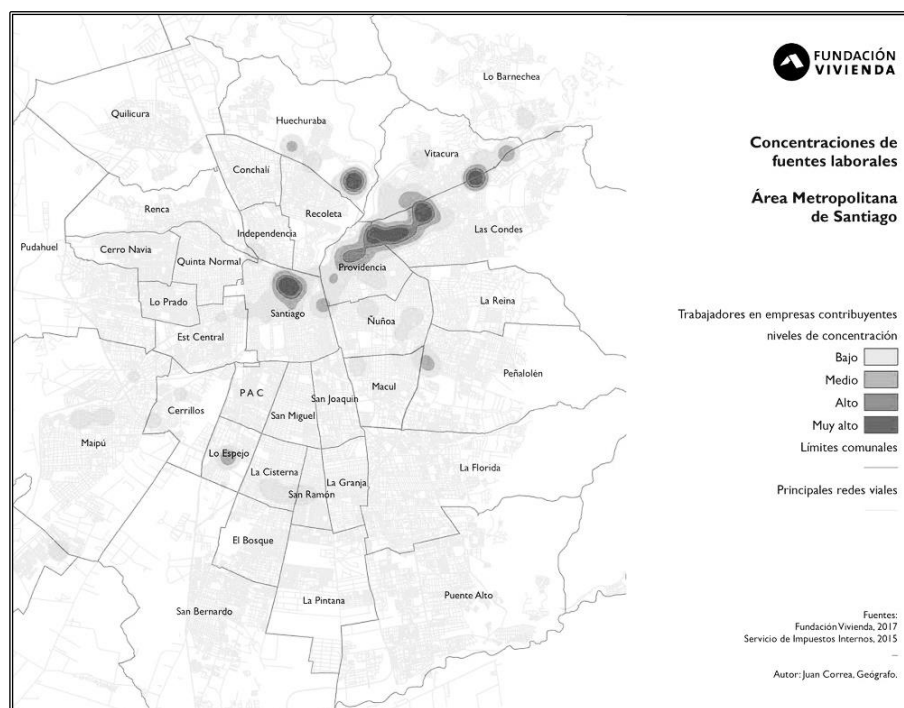 FUNDACIÓN
VIVIENDA
Concentraciones de
fuentes laborales
Área Metropolitana
de Santiago
Trabajadores en empresas contribuyentes
niveles de concentración
Bajo
Medio
Alto
Muy alto
Límites comunales
Principales redes viales
Fuentes:
Fundación Vivienda, 2017
Servicio de Impuestos Internos, 2015
Autor: Juan Correa, Geógrafo.
Lo Barnechea
Quilicura
Huechuraba
Vitacura
Conchalí
Renca
Recoleta
Las Condes
Independencia
Pudahuel
Cerro Navia
Quinta Normal
Providencia
Lo Prado
La Reina
Santiago
Ñuñoa
Est Central
Peñalolén
Macul
P A C
San Joaquín
Cerrillos
San Miguel
Maipú
Lo Espejo
La Cisterna
La Florida
La Granja
San Ramón
El Bosque
Puente Alto
La Pintana
San Bernardo